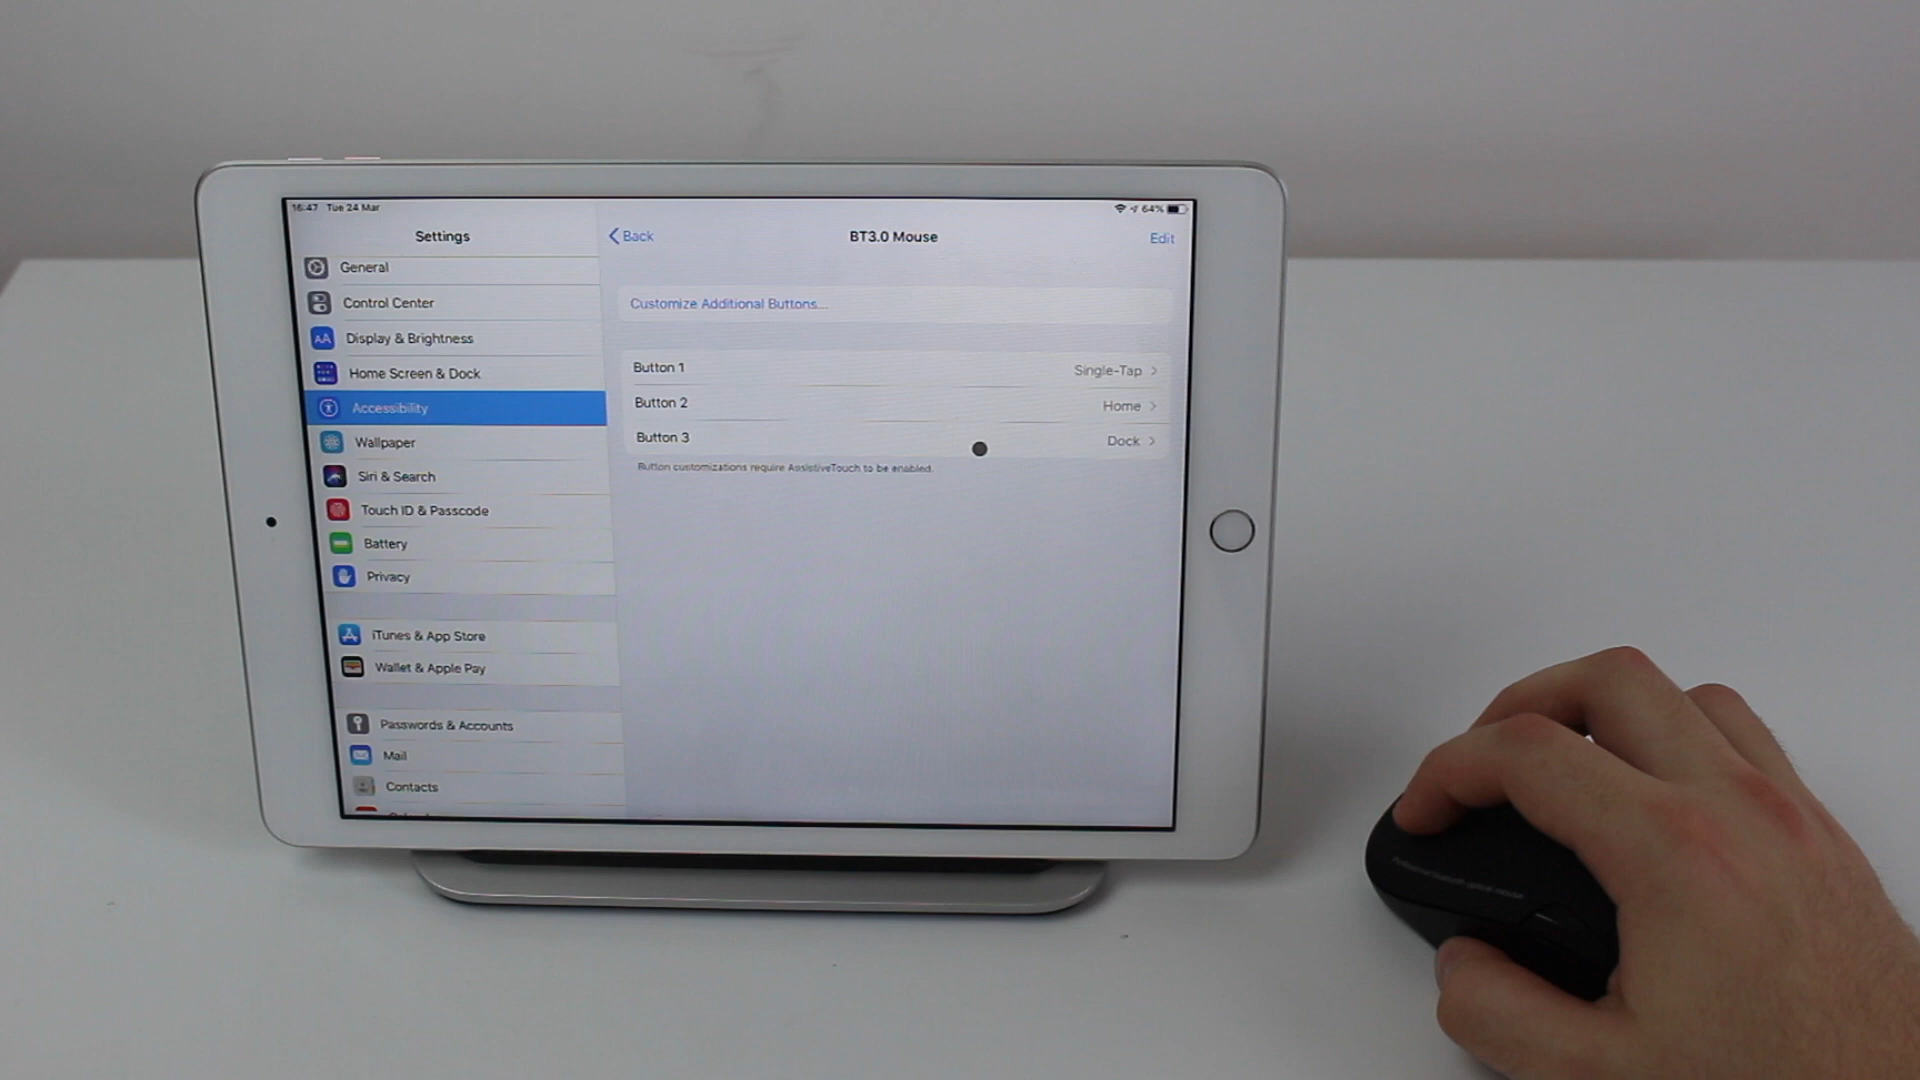 16:47 Tue 24 Mar
64%
Settings
General
Control Center
Display & Brightness
Home Screen & Dock
Accessibility
Wallpaper
Siri & Search
Touch ID & Passcode
Battery
Privacy
iTunes & App Store
Wallet & Apple Pay
Passwords & Accounts
Mail
Contacts
Back
BT3.0 Mouse
Edit
Customize Additional Buttons...
Button 1
Single-Tap
Button 2
Home
Button 3
Dock
Button customizations require AssistiveTouch to be enabled.